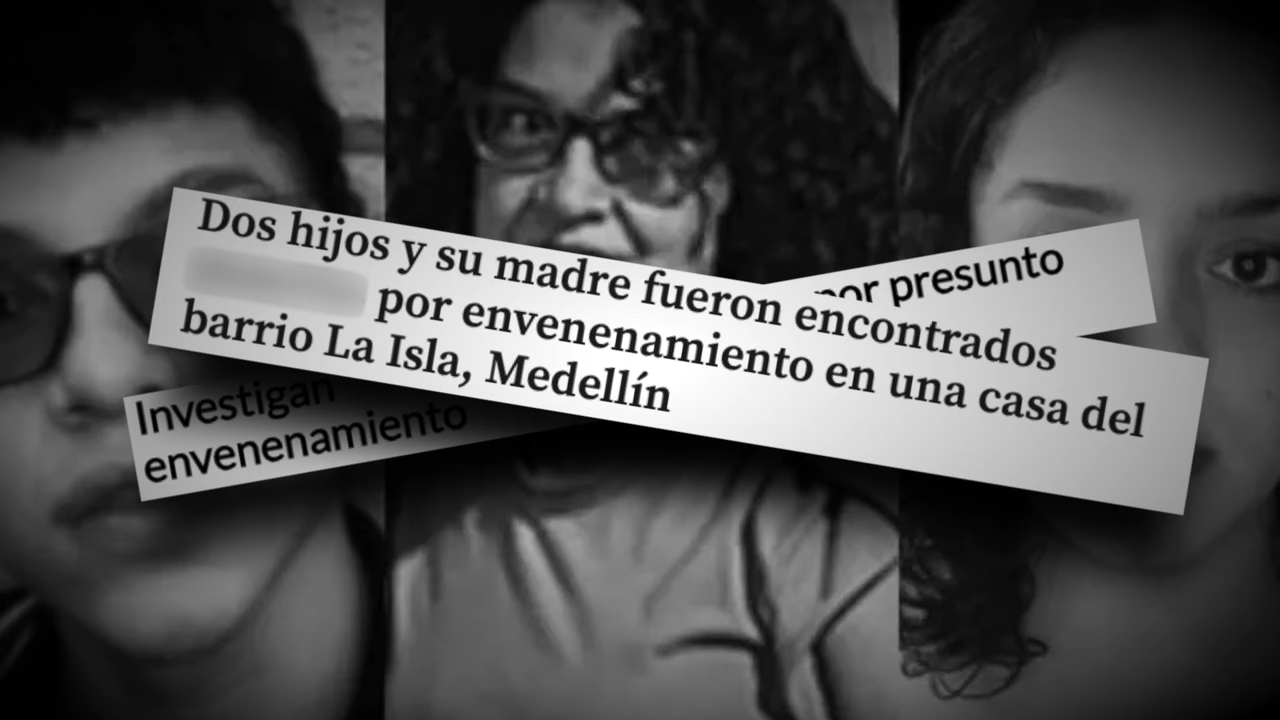 Dos hijos y su madre fueron encontrados
por envenenamiento en una casa del
barrio La Isla, Medellín
por presunto
Investigan
envenenamiento